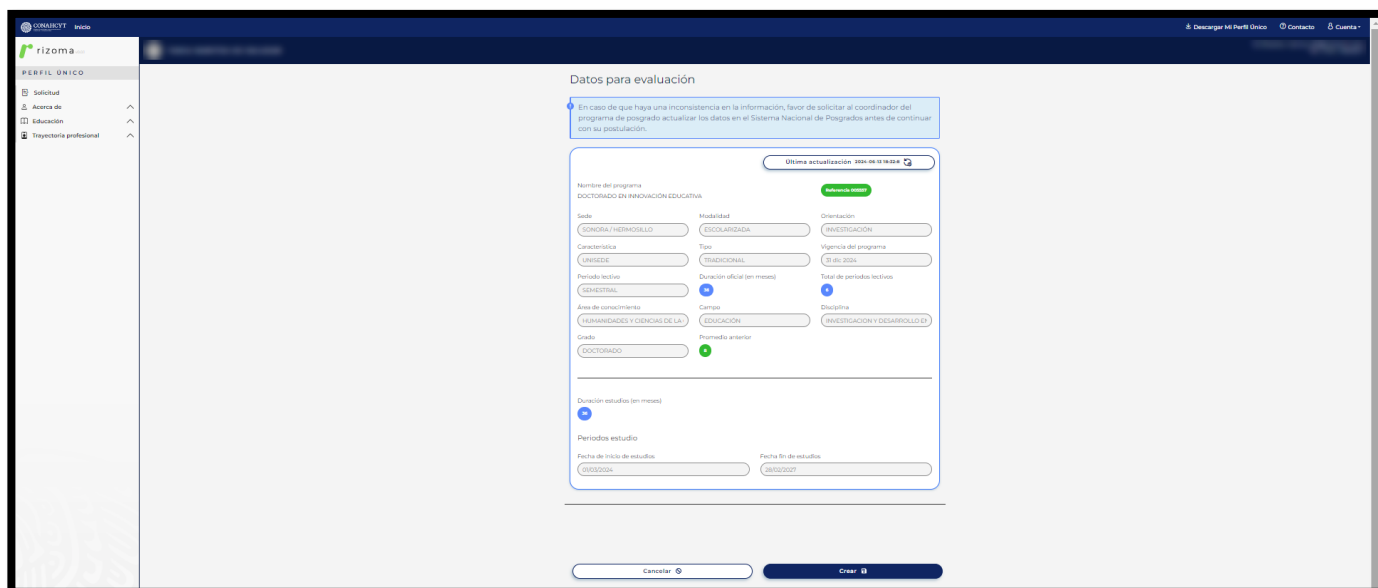 CONAHCYT Inicio
Descargar Mi Perfil Único Contacto Cuenta
rizoma
PERFIL ÚNICO
Solicitud
Acerca de
Educación
Trayectoria profesional
Datos para evaluación
En caso de que haya una inconsistencia en la información, favor de solicitar al coordinador del
programa de posgrado actualizar los datos en el Sistema Nacional de Posgrados antes de continuar
con su postulación.
Última actualización
Nombre del programa
DOCTORADO EN INNOVACIÓN EDUCATIVA
Sede Modalidad Orientación
SONORA / HERMOSILLO ESCOLARIZADA INVESTIGACIÓN
Característica Tipo Vigencia del programa
UNISEDE TRADICIONAL 31 dic 2024
Periodo lectivo Duración oficial (en meses) Total de periodos lectivos
SEMESTRAL 36 6
Área de conocimiento Campo Disciplina
HUMANIDADES Y CIENCIAS DE LA EDUCACIÓN INVESTIGACION Y DESARROLLO
Grado Promedio anterior
DOCTORADO
Duración estudios (en meses)
36
Periodos estudio
Fecha de inicio de estudios Fecha fin de estudios
01/03/2024 28/02/2027
Cancelar Crear